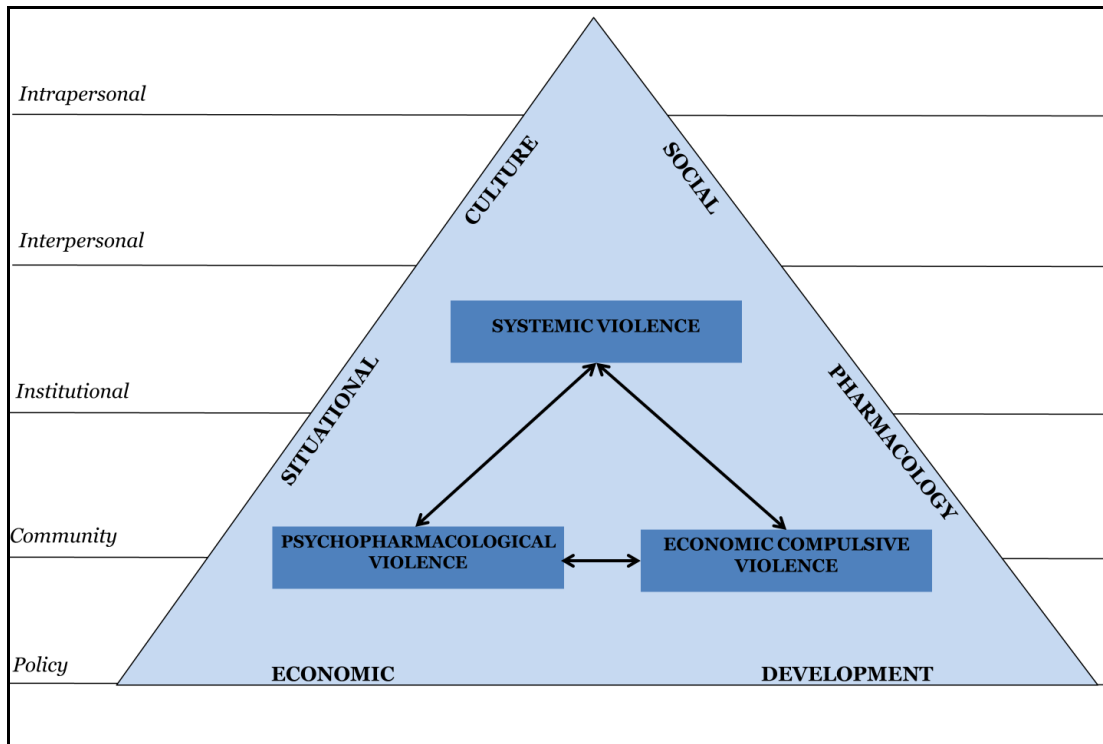 Intrapersonal
CULTURE
SOCIAL
Interpersonal
SYSTEMIC VIOLENCE
Institutional
SITUATIONAL
PHARMACOLOGY
Community
PSYCHOPHARMACOLOGICAL
VIOLENCE
ECONOMIC COMPULSIVE
VIOLENCE
Policy
ECONOMIC
DEVELOPMENT